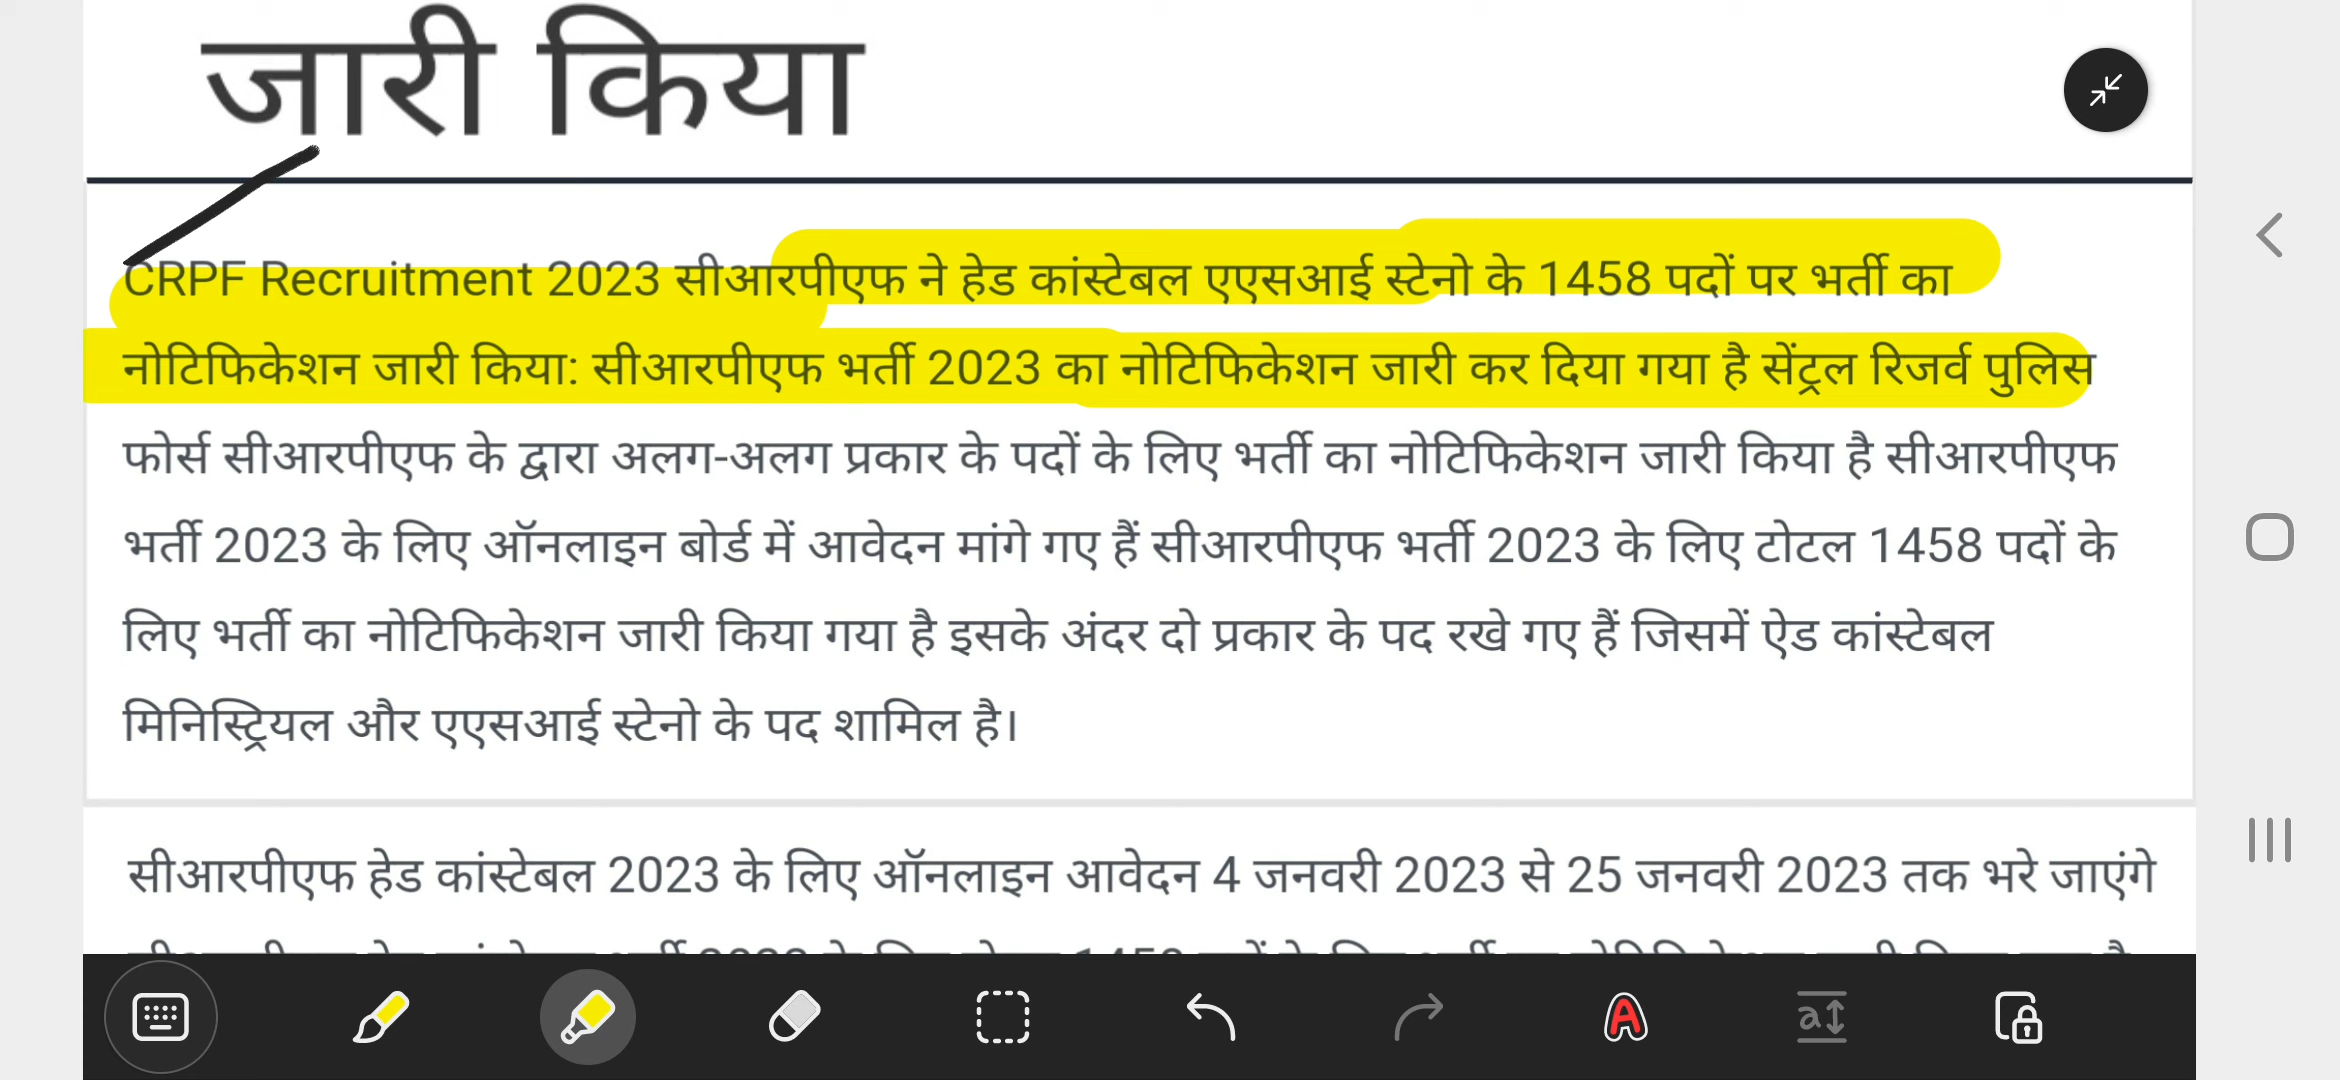 जारी किया
CRPF Recruitment 2023 सीआरपीएफ ने हेड कांस्टेबल एएसआई स्टेनो के 1458 पदों पर भर्ती का
नोटिफिकेशन जारी किया: सीआरपीएफ भर्ती 2023 का नोटिफिकेशन जारी कर दिया गया है सेंट्रल रिजर्व पुलिस
फोर्स सीआरपीएफ के द्वारा अलग-अलग प्रकार के पदों के लिए भर्ती का नोटिफिकेशन जारी किया है सीआरपीएफ
भर्ती 2023 के लिए ऑनलाइन बोर्ड में आवेदन मांगे गए हैं सीआरपीएफ भर्ती 2023 के लिए टोटल 1458 पदों के
लिए भर्ती का नोटिफिकेशन जारी किया गया है इसके अंदर दो प्रकार के पद रखे गए हैं जिसमें ऐड कांस्टेबल
मिनिस्ट्रियल और एएसआई स्टेनो के पद शामिल है।
सीआरपीएफ हेड कांस्टेबल 2023 के लिए ऑनलाइन आवेदन 4 जनवरी 2023 से 25 जनवरी 2023 तक भरे जाएंगे